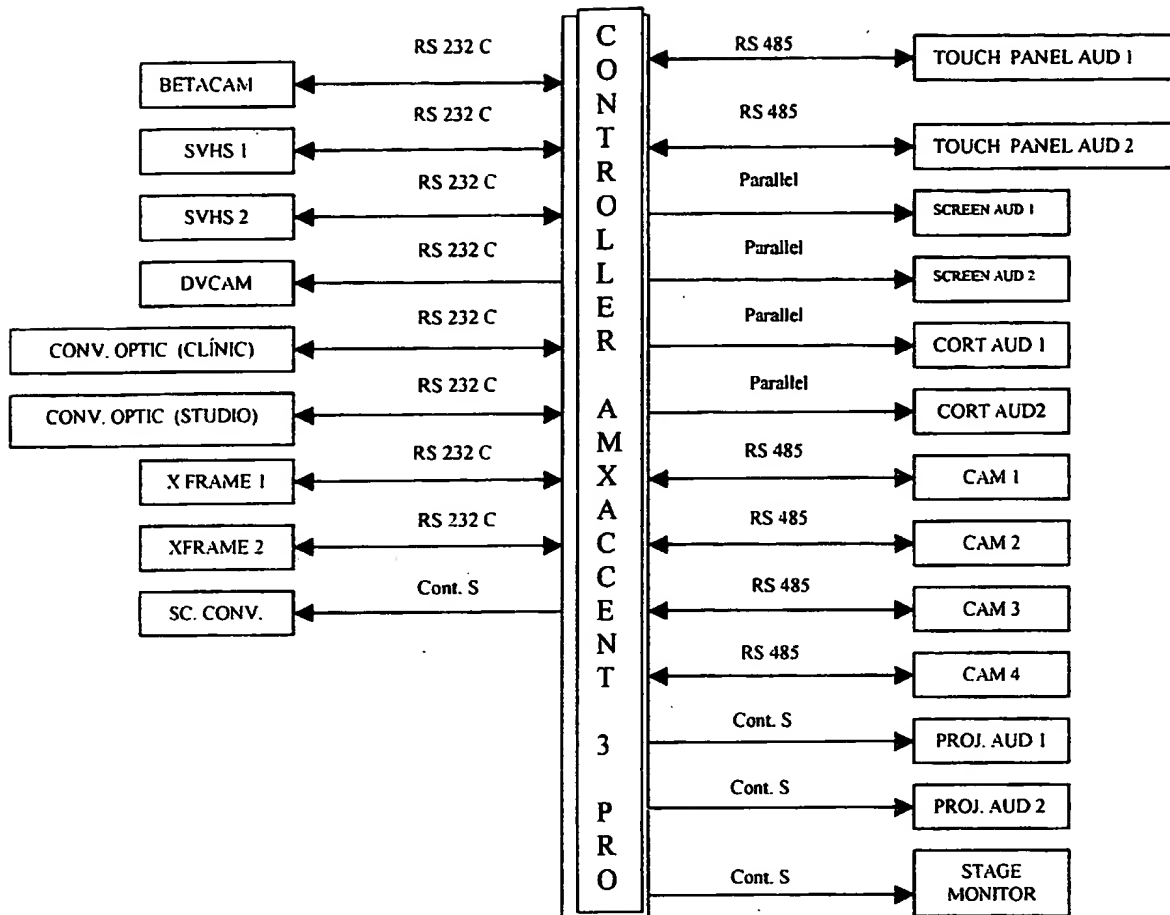 RS 232 C
BETACAM
RS 232 C
SVHS 1
RS 232 C
SVHS 2
RS 232 C
DVCAM
RS 232 C
CONV. OPTIC (CLÍNIC)
RS 232 C
CONV. OPTIC (STUDIO)
RS 232 C
X FRAME 1
RS 232 C
XFRAME 2
Cont. S
SC. CONV.
CONTROLLER AMXACCENT 3 PRO
RS 485
TOUCH PANEL AUD 1
RS 485
TOUCH PANEL AUD 2
Parallel
SCREEN AUD 1
Parallel
SCREEN AUD 2
Parallel
CORT AUD 1
Parallel
CORT AUD2
RS 485
CAM 1
RS 485
CAM 2
RS 485
CAM 3
RS 485
CAM 4
Cont. S
PROJ. AUD 1
Cont. S
PROJ. AUD 2
Cont. S
STAGE
MONITOR